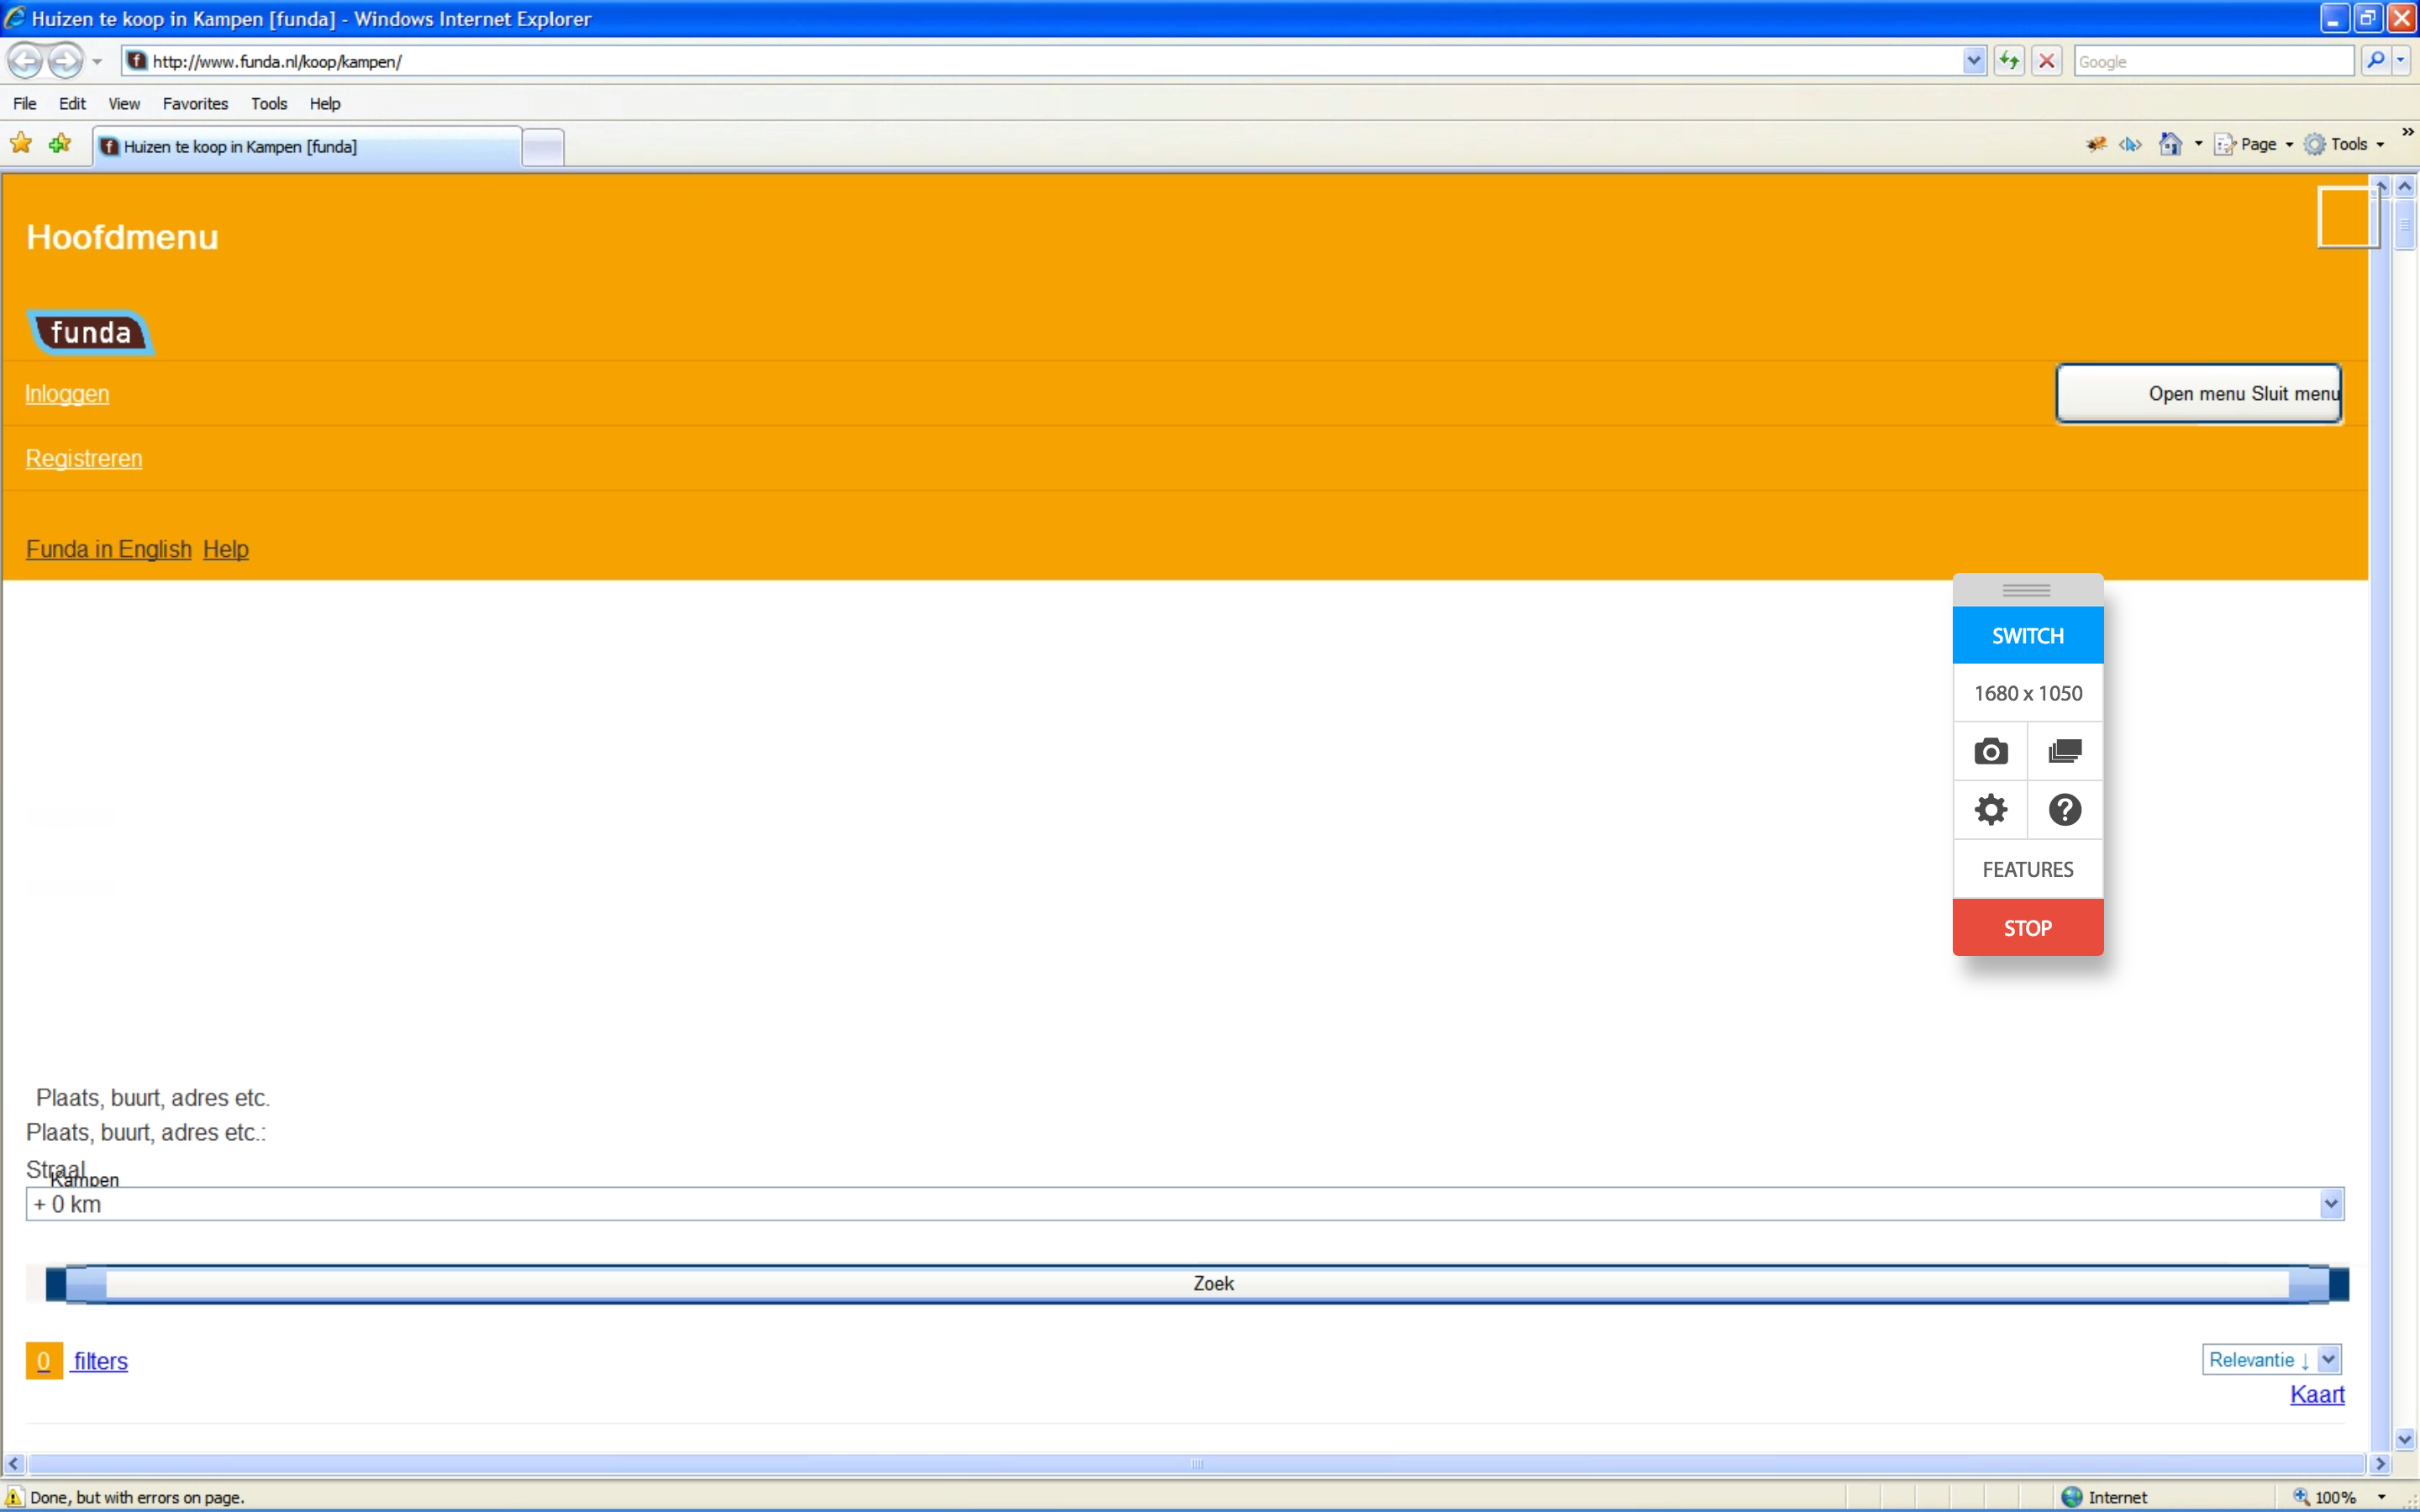 Huizen te koop in Kampen [funda] - Windows Internet Explorer
http://www.funda.nl/koop/kampen/
Google
File Edit View Favorites Tools Help
Huizen te koop in Kampen [funda]
Page Tools
Hoofdmenu
funda
Inloggen
Open menu Sluit menu
Registreren
Funda in English Help
SWITCH
1680 x 1050
FEATURES
STOP
Plaats, buurt, adres etc.
Plaats, buurt, adres etc.:
Straal
Kampen
+ 0 km
Zoek
0 filters
Relevantie ↓
Kaart
Done, but with errors on page.
Internet
100%